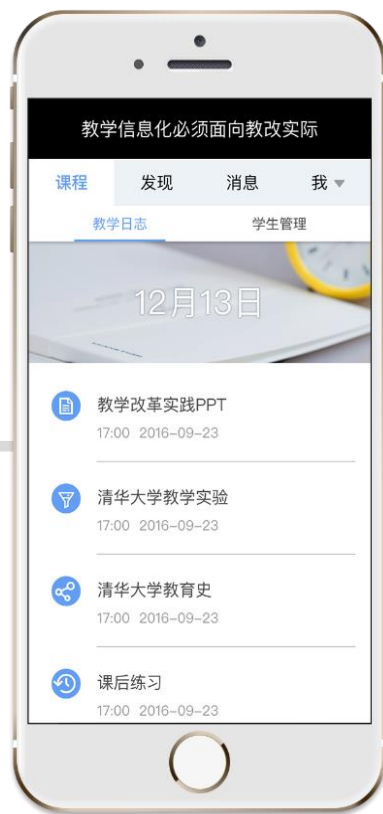 教学信息化必须面向教改实际
课程 发现 消息 我
教学日志 学生管理
12月13日
教学改革实践PPT
17:00 2016-09-23
清华大学教学实验
17:00 2016-09-23
清华大学教育史
17:00 2016-09-23
课后练习
17:00 2016-09-23